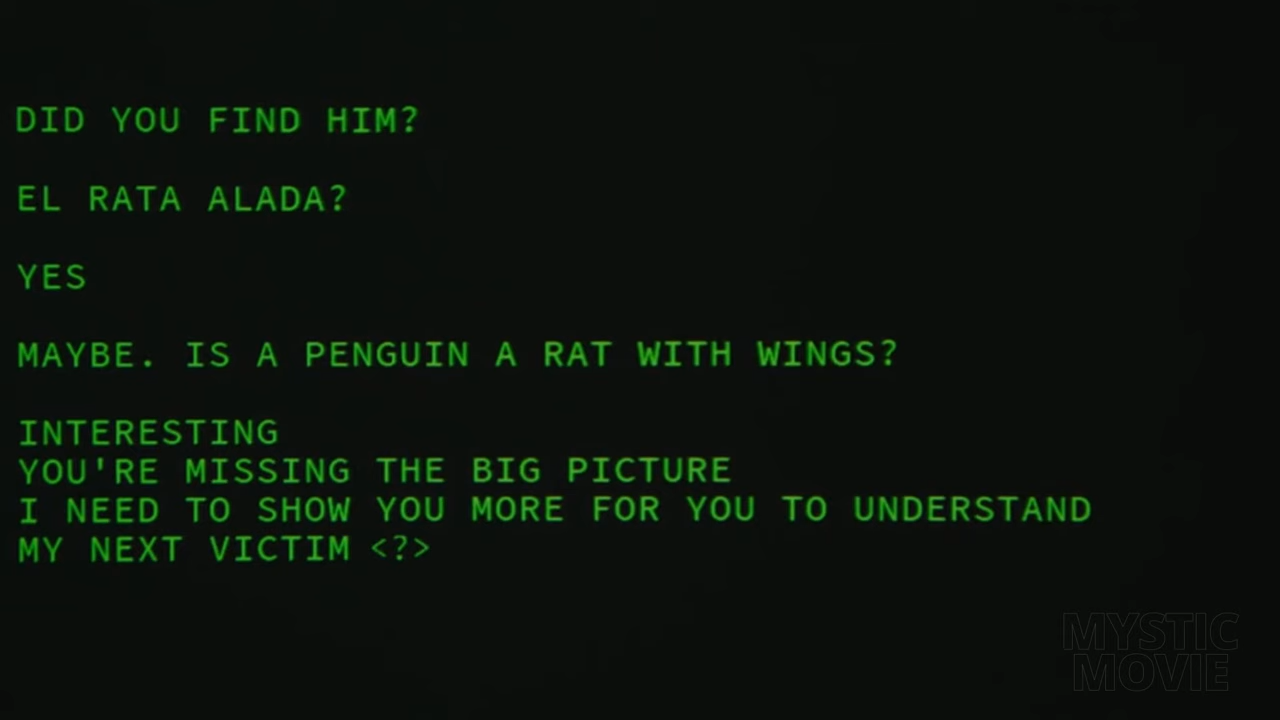 DID YOU FIND HIM?
EL RATA ALADA?
YES
MAYBE. IS A PENGUIN A RAT WITH WINGS?
INTERESTING
YOU'RE MISSING THE BIG PICTURE
I NEED TO SHOW YOU MORE FOR YOU TO UNDERSTAND
MY NEXT VICTIM <?>
MYSTIC
MOVIE